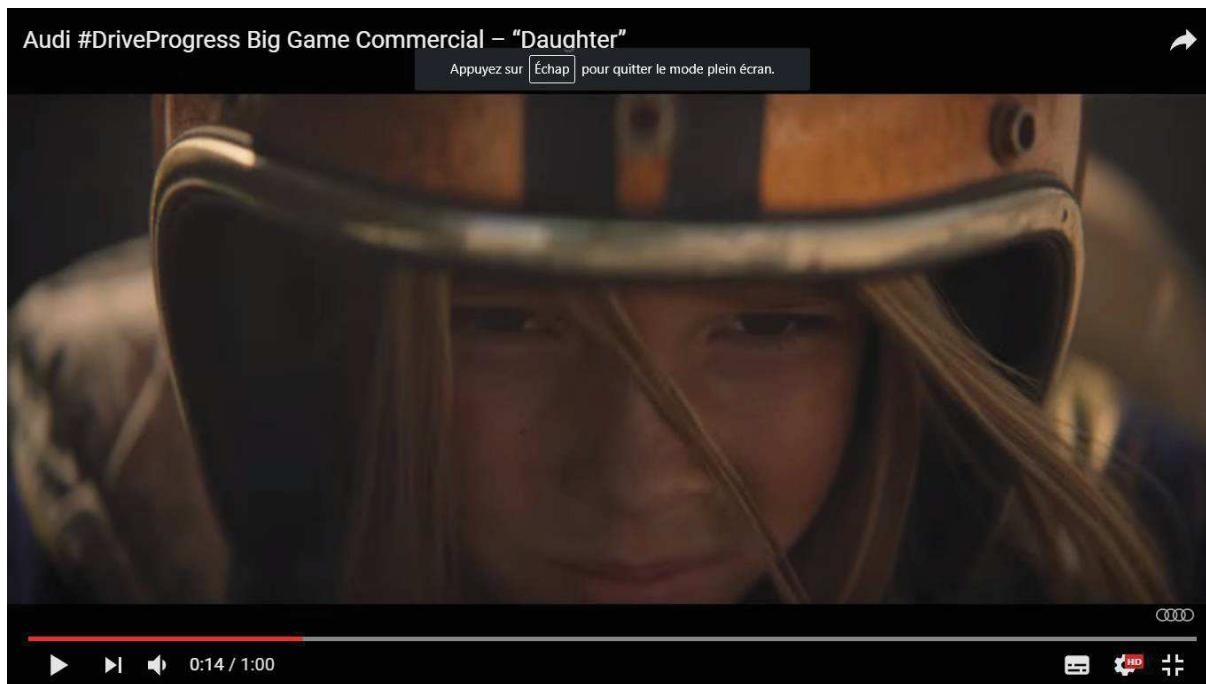 Audi #DriveProgress Big Game Commercial – “Daughter”
Appuyez sur Échap pour quitter le mode plein écran.
0:14 / 1:00
HD